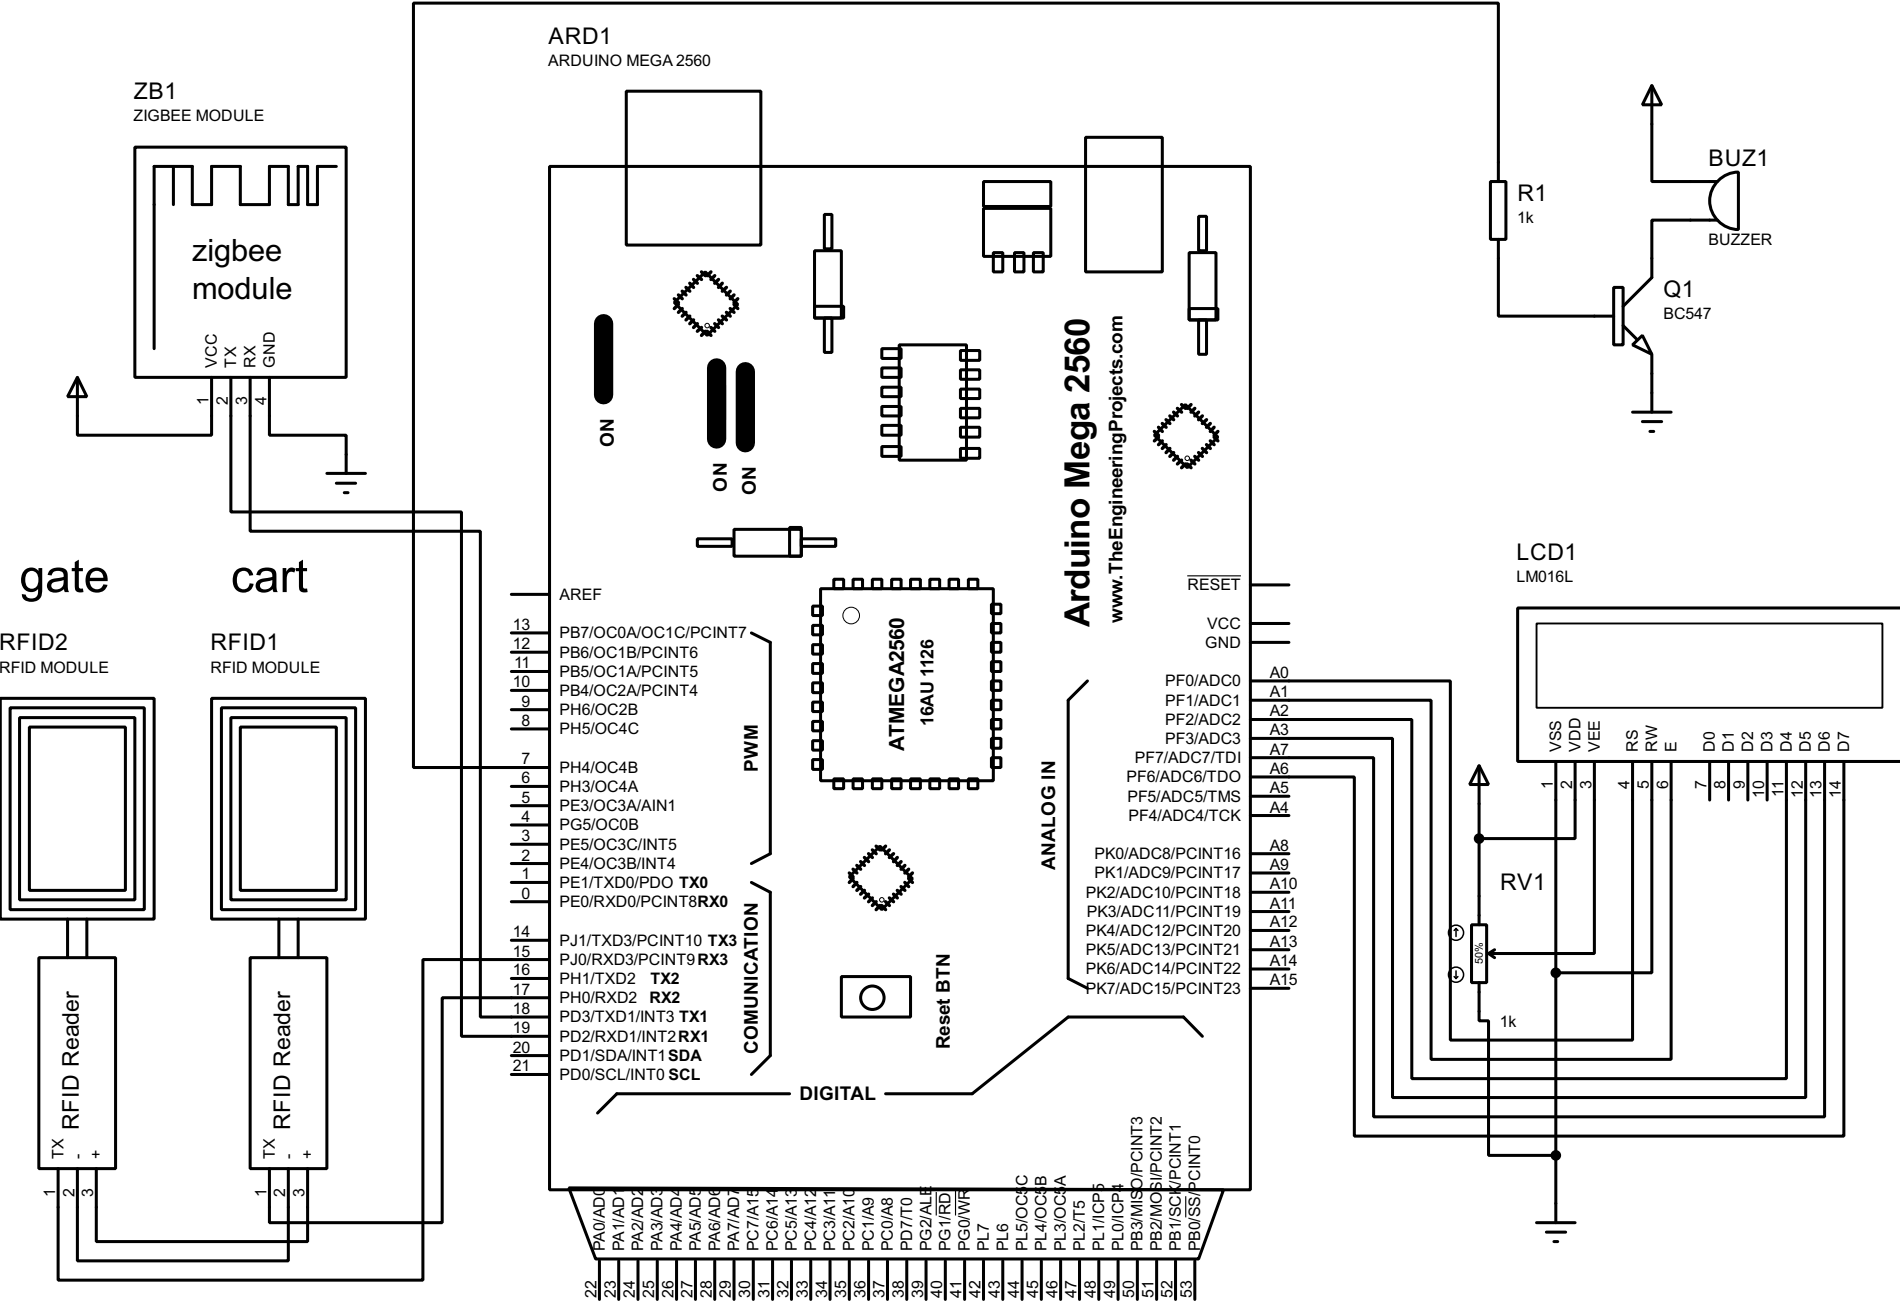 ARD1
ARDUINO MEGA 2560
ZB1
ZIGBEE MODULE
zigbee
module
VCC
TX
RX
GND
1
2
3
4
gate
cart
RFID2
RFID MODULE
RFID1
RFID MODULE
RFID Reader
TX
-
+
1
2
3
RFID Reader
TX
-
+
1
2
3
ON
ON
ON
Arduino Mega 2560
www.TheEngineeringProjects.com
ATMEGA2560
16AU 1126
AREF
13 PB7/OC0A/OC1C/PCINT7
12 PB6/OC1B/PCINT6
11 PB5/OC1A/PCINT5
10 PB4/OC2A/PCINT4
9 PH6/OC2B
8 PH5/OC4C
7 PH4/OC4B
6 PH3/OC4A
5 PE3/OC3A/AIN1
4 PG5/OC0B
3 PE5/OC3C/INT5
2 PE4/OC3B/INT4
1 PE1/TXD0/PDO TX0
0 PE0/RXD0/PCINT8RX0
14 PJ1/TXD3/PCINT10 TX3
15 PJ0/RXD3/PCINT9 RX3
16 PH1/TXD2 TX2
17 PH0/RXD2 RX2
18 PD3/TXD1/INT3 TX1
19 PD2/RXD1/INT2 RX1
20 PD1/SDA/INT1 SDA
21 PD0/SCL/INT0 SCL
PWM
COMUNICATION
DIGITAL
Reset BTN
ANALOG IN
RESET
VCC
GND
PF0/ADC0 A0
PF1/ADC1 A1
PF2/ADC2 A2
PF3/ADC3 A3
PF7/ADC7/TDI A7
PF6/ADC6/TDO A6
PF5/ADC5/TMS A5
PF4/ADC4/TCK A4
PK0/ADC8/PCINT16 A8
PK1/ADC9/PCINT17 A9
PK2/ADC10/PCINT18 A10
PK3/ADC11/PCINT19 A11
PK4/ADC12/PCINT20 A12
PK5/ADC13/PCINT21 A13
PK6/ADC14/PCINT22 A14
PK7/ADC15/PCINT23 A15
PA0/AD0 22
PA1/AD1 23
PA2/AD2 24
PA3/AD3 25
PA4/AD4 26
PA5/AD5 27
PA6/AD6 28
PA7/AD7 29
PC7/A15 30
PC6/A14 31
PC5/A13 32
PC4/A12 33
PC3/A11 34
PC2/A10 35
PC1/A9 36
PC0/A8 37
PD7/T0 38
PG2/ALE 39
PG1/RD 40
PG0/WR 41
PL7 42
PL6 43
PL5/OC5C 44
PL4/OC5B 45
PL3/OC5A 46
PL2/T5 47
PL1/ICP5 48
PL0/ICP4 49
PB3/MISO/PCINT3 50
PB2/MOSI/PCINT2 51
PB1/SCK/PCINT1 52
PB0/SS/PCINT0 53
R1
1k
BUZ1
BUZZER
Q1
BC547
LCD1
LM016L
VSS 1
VDD 2
VEE 3
RS 4
RW 5
E 6
D0 7
D1 8
D2 9
D3 10
D4 11
D5 12
D6 13
D7 14
RV1
50%
1k